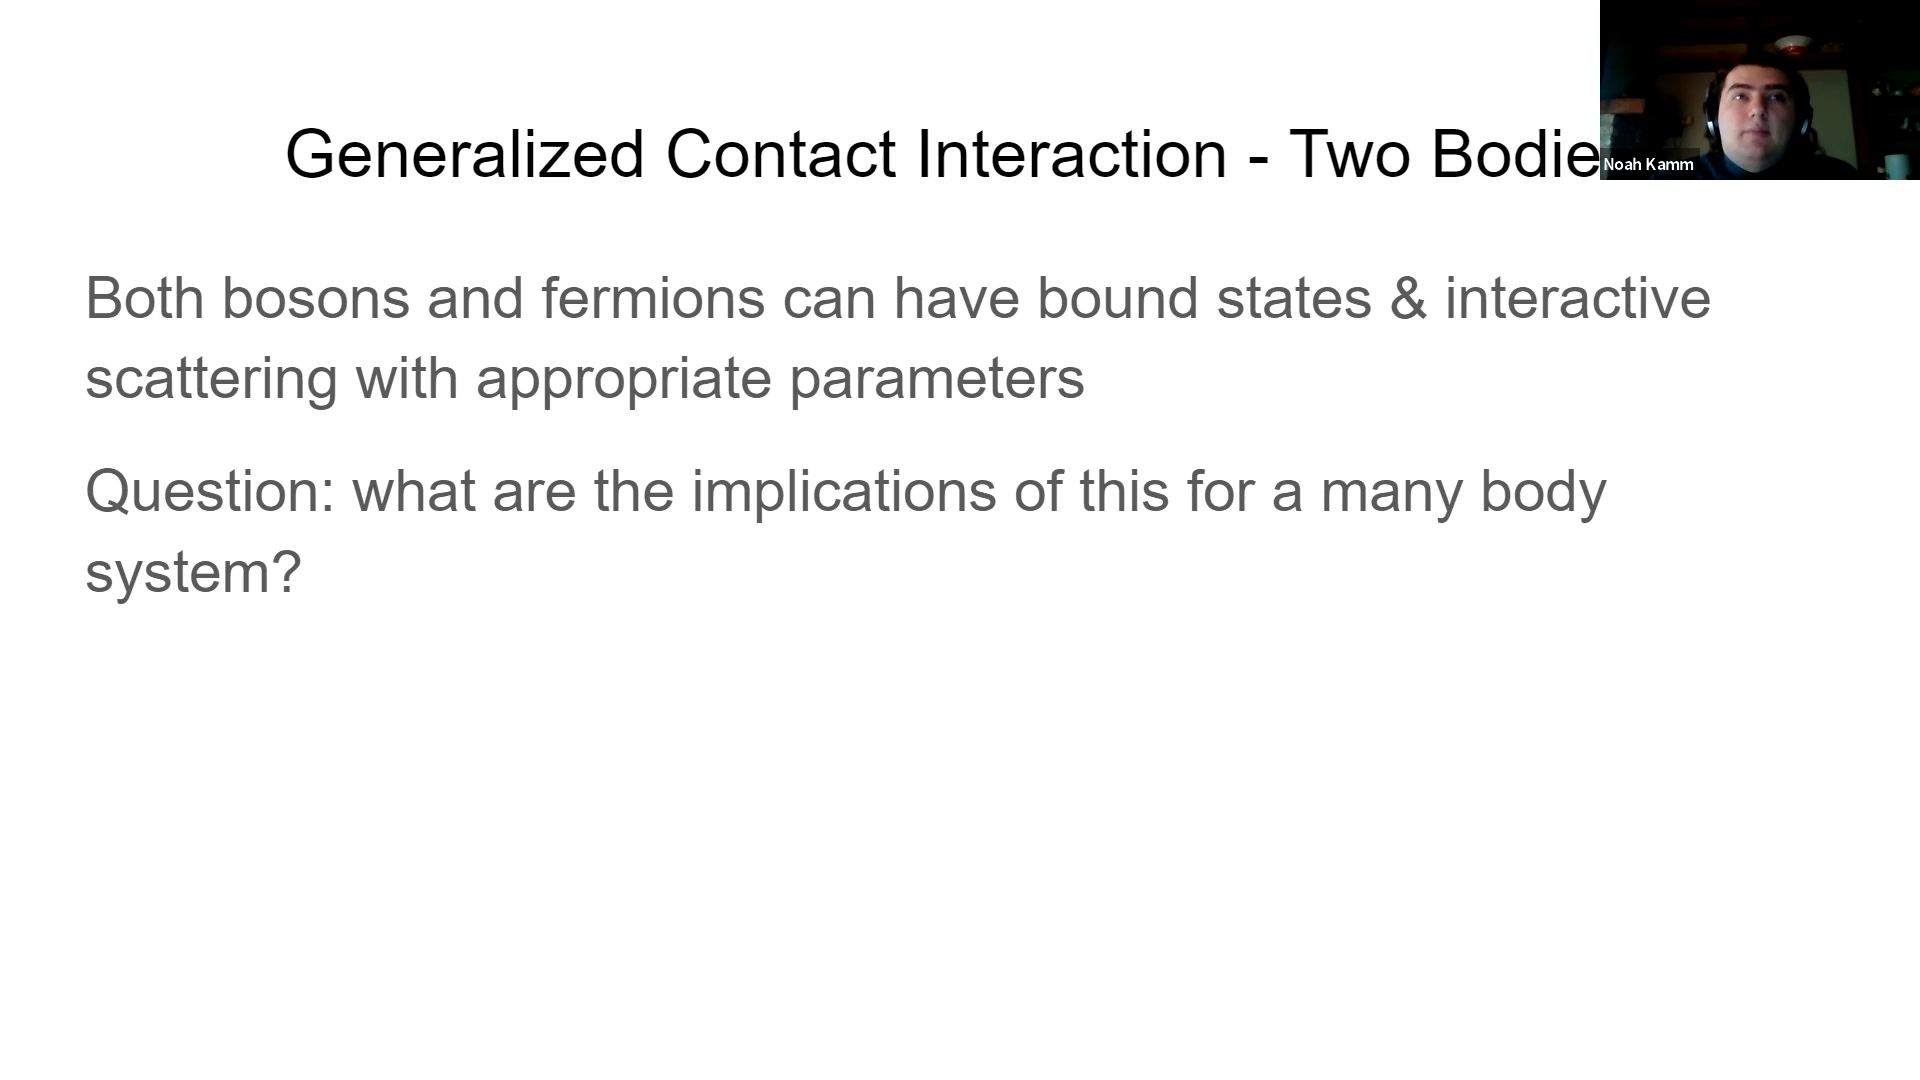 Generalized Contact Interaction - Two Bodie
Noah Kamm
Both bosons and fermions can have bound states & interactive
scattering with appropriate parameters
Question: what are the implications of this for a many body
system?